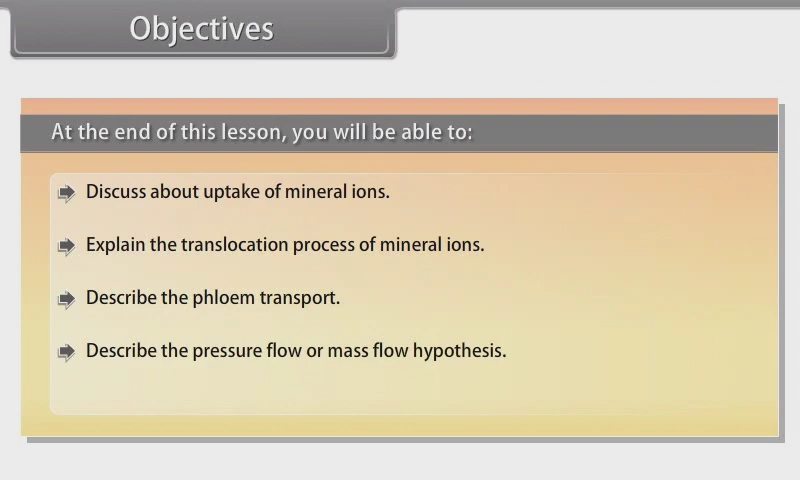 Objectives
At the end of this lesson, you will be able to:
Discuss about uptake of mineral ions.
Explain the translocation process of mineral ions.
Describe the phloem transport.
Describe the pressure flow or mass flow hypothesis.